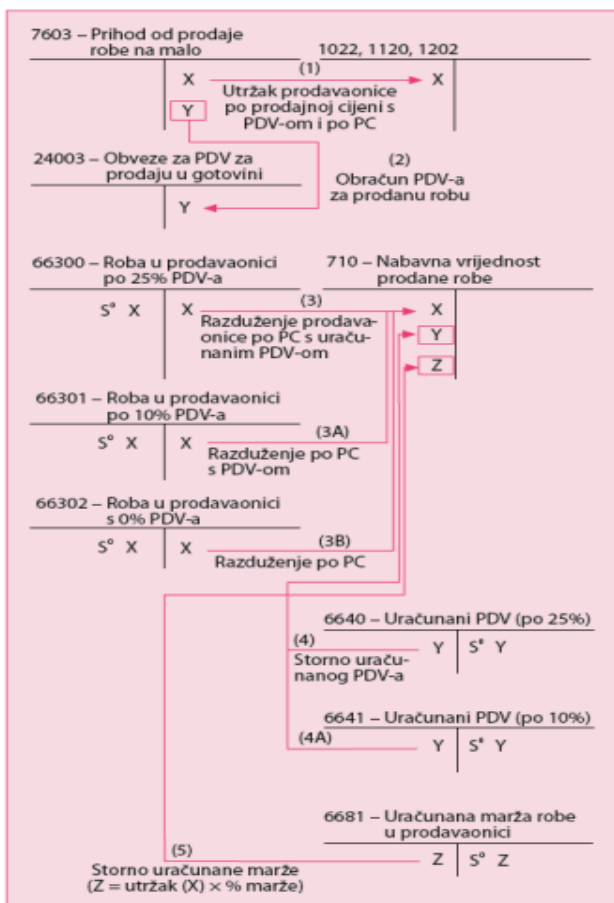 7603 – Prihod od prodaje
robe na malo
1022, 1120, 1202
X
(1)
X
Y
Utržak prodavaonice
po prodajnoj cijeni s
PDV-om i po PC
24003 – Obveze za PDV za
prodaju u gotovini
(2)
Obračun PDV-a
za prodanu robu
Y
66300 – Roba u prodavaonici
po 25% PDV-a
710 – Nabavna vrijednost
prodane robe
S° X
X
(3)
X
Razduženje prodava-
onice po PC s uraču-
nanim PDV-om
Y
Z
66301 – Roba u prodavaonici
po 10% PDV-a
S° X
X
(3A)
Razduženje po PC
s PDV-om
66302 – Roba u prodavaonici
s 0% PDV-a
S° X
X
(3B)
Razduženje po PC
6640 – Uračunani PDV (po 25%)
(4)
Y
S° Y
Storno uraču-
nanog PDV-a
6641 – Uračunani PDV (po 10%)
(4A)
Y
S° Y
6681 – Uračunana marža robe
u prodavaonici
(5)
Z
S° Z
Storno uračunane marže
(Z = utržak (X) × % marže)